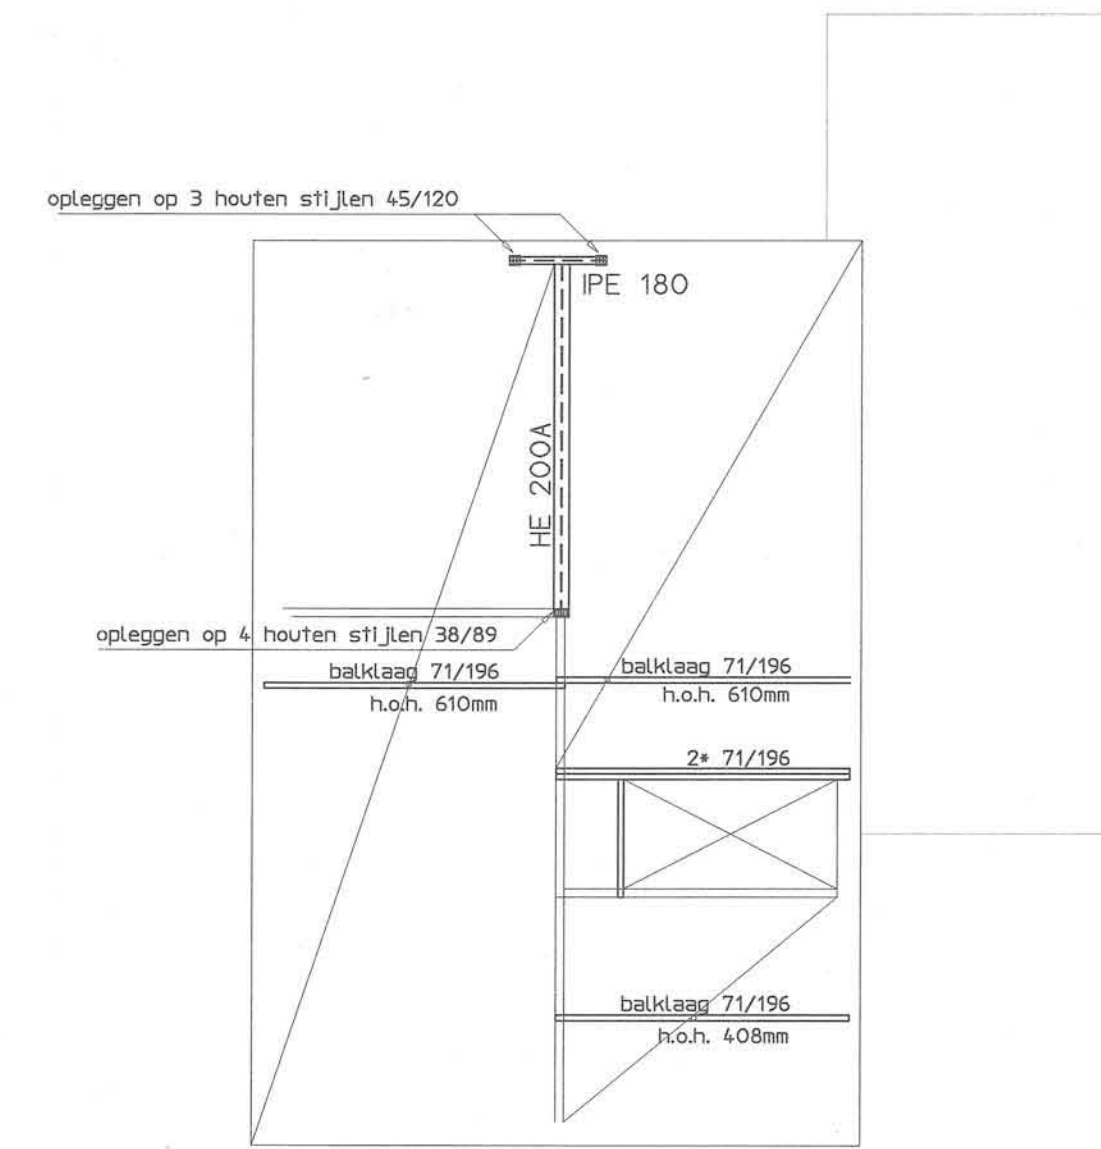 opleggen op 3 houten stijlen 45/120
IPE 180
HE 200A
opleggen op 4 houten stijlen 38/89
balklaag 71/196
h.o.h. 610mm
balklaag 71/196
h.o.h. 610mm
2* 71/196
balklaag 71/196
h.o.h. 408mm